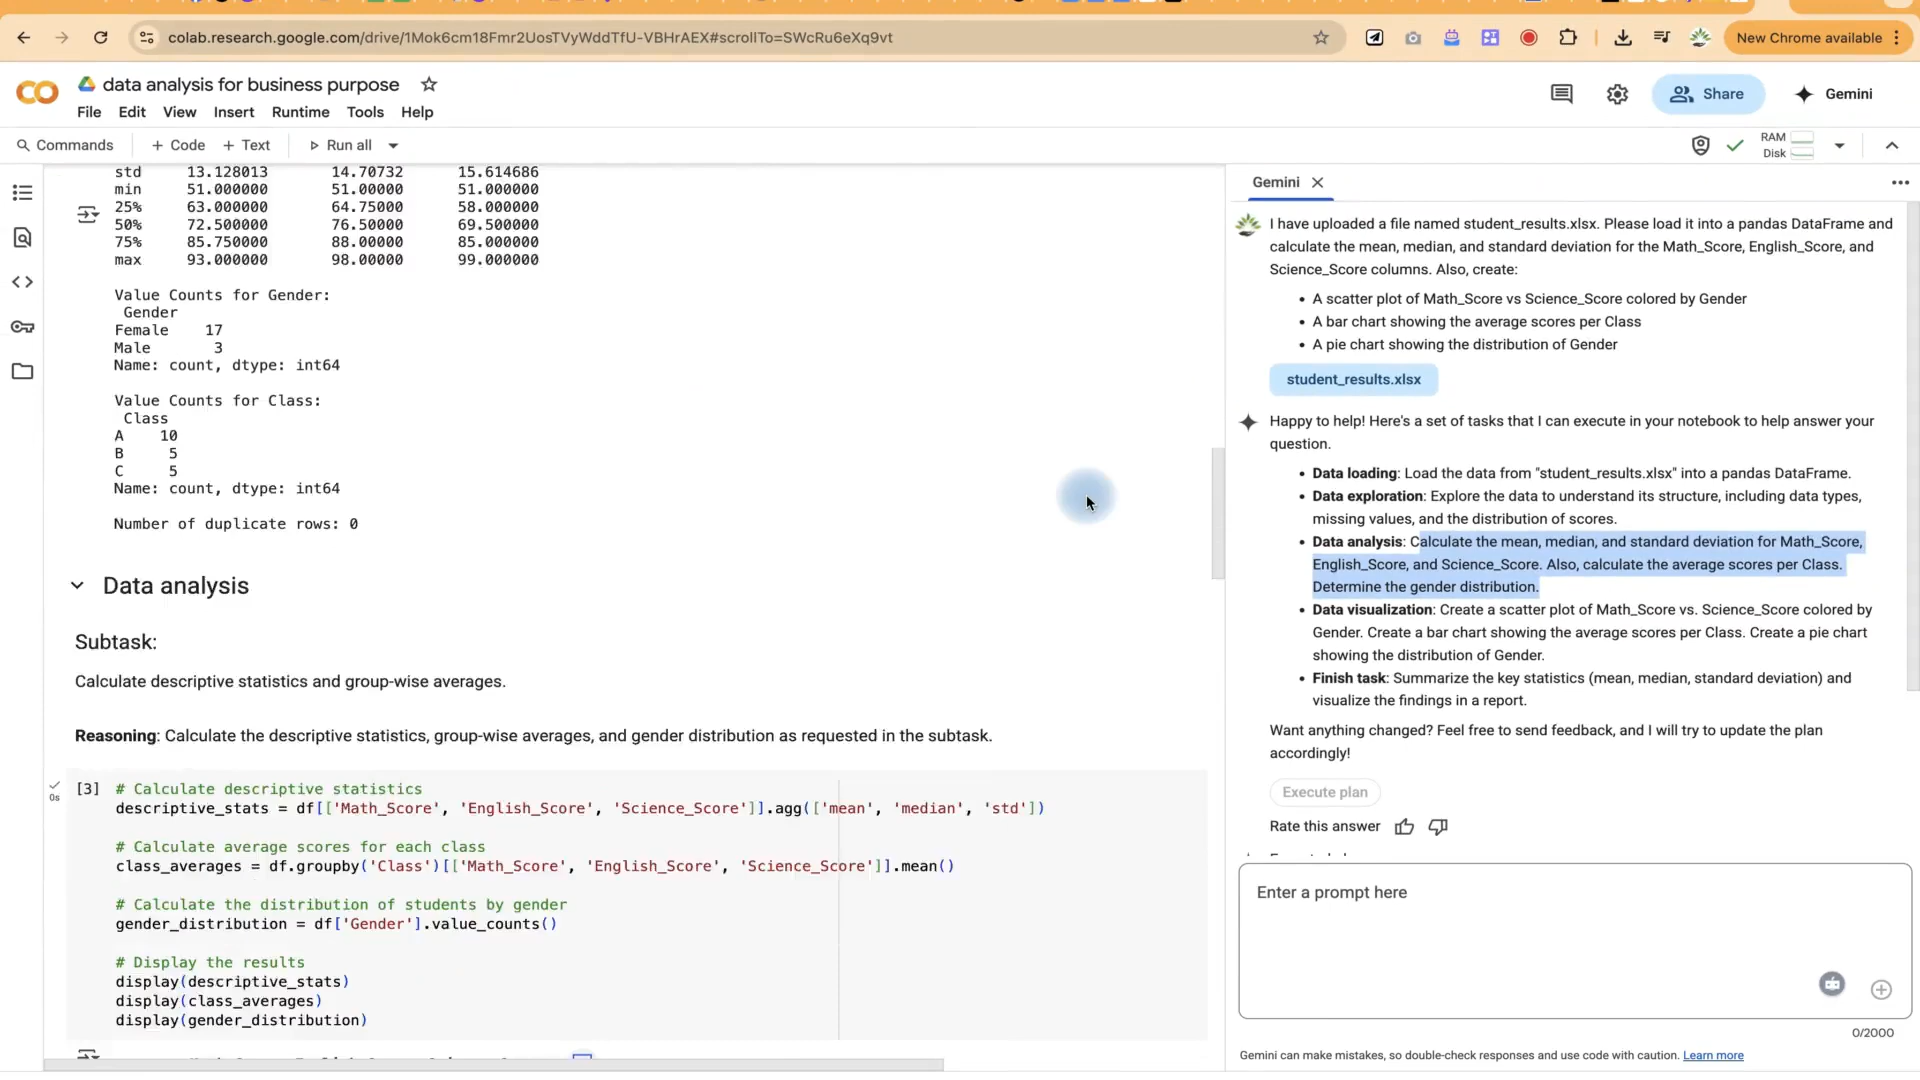 colab.research.google.com/drive/1Mok6cm18Fmr2UosTVyWddTfU-VBHrAEX#scrollTo=SWcRu6eXq9vt
New Chrome available
data analysis for business purpose
File Edit View Insert Runtime Tools Help
Share
Gemini
Commands + Code + Text Run all
RAM
Disk
std 13.128013 14.70732 15.614686
min 51.000000 51.00000 51.000000
25% 63.000000 64.75000 58.000000
50% 72.500000 76.50000 69.500000
75% 85.750000 88.00000 85.000000
max 93.000000 98.00000 99.000000
Value Counts for Gender:
Gender
Female 17
Male 3
Name: count, dtype: int64
Value Counts for Class:
Class
A 10
B 5
C 5
Name: count, dtype: int64
Number of duplicate rows: 0
Data analysis
Subtask:
Calculate descriptive statistics and group-wise averages.
Reasoning: Calculate the descriptive statistics, group-wise averages, and gender distribution as requested in the subtask.
0s
[3] # Calculate descriptive statistics
descriptive_stats = df[['Math_Score', 'English_Score', 'Science_Score']].agg(['mean', 'median', 'std'])
# Calculate average scores for each class
class_averages = df.groupby('Class')[['Math_Score', 'English_Score', 'Science_Score']].mean()
# Calculate the distribution of students by gender
gender_distribution = df['Gender'].value_counts()
# Display the results
display(descriptive_stats)
display(class_averages)
display(gender_distribution)
Gemini
I have uploaded a file named student_results.xlsx. Please load it into a pandas DataFrame and
calculate the mean, median, and standard deviation for the Math_Score, English_Score, and
Science_Score columns. Also, create:
• A scatter plot of Math_Score vs Science_Score colored by Gender
• A bar chart showing the average scores per Class
• A pie chart showing the distribution of Gender
student_results.xlsx
Happy to help! Here's a set of tasks that I can execute in your notebook to help answer your
question.
• Data loading: Load the data from "student_results.xlsx" into a pandas DataFrame.
• Data exploration: Explore the data to understand its structure, including data types,
missing values, and the distribution of scores.
• Data analysis: Calculate the mean, median, and standard deviation for Math_Score,
English_Score, and Science_Score. Also, calculate the average scores per Class.
Determine the gender distribution.
• Data visualization: Create a scatter plot of Math_Score vs. Science_Score colored by
Gender. Create a bar chart showing the average scores per Class. Create a pie chart
showing the distribution of Gender.
• Finish task: Summarize the key statistics (mean, median, standard deviation) and
visualize the findings in a report.
Want anything changed? Feel free to send feedback, and I will try to update the plan
accordingly!
Execute plan
Rate this answer
Enter a prompt here
0/2000
Gemini can make mistakes, so double-check responses and use code with caution. Learn more